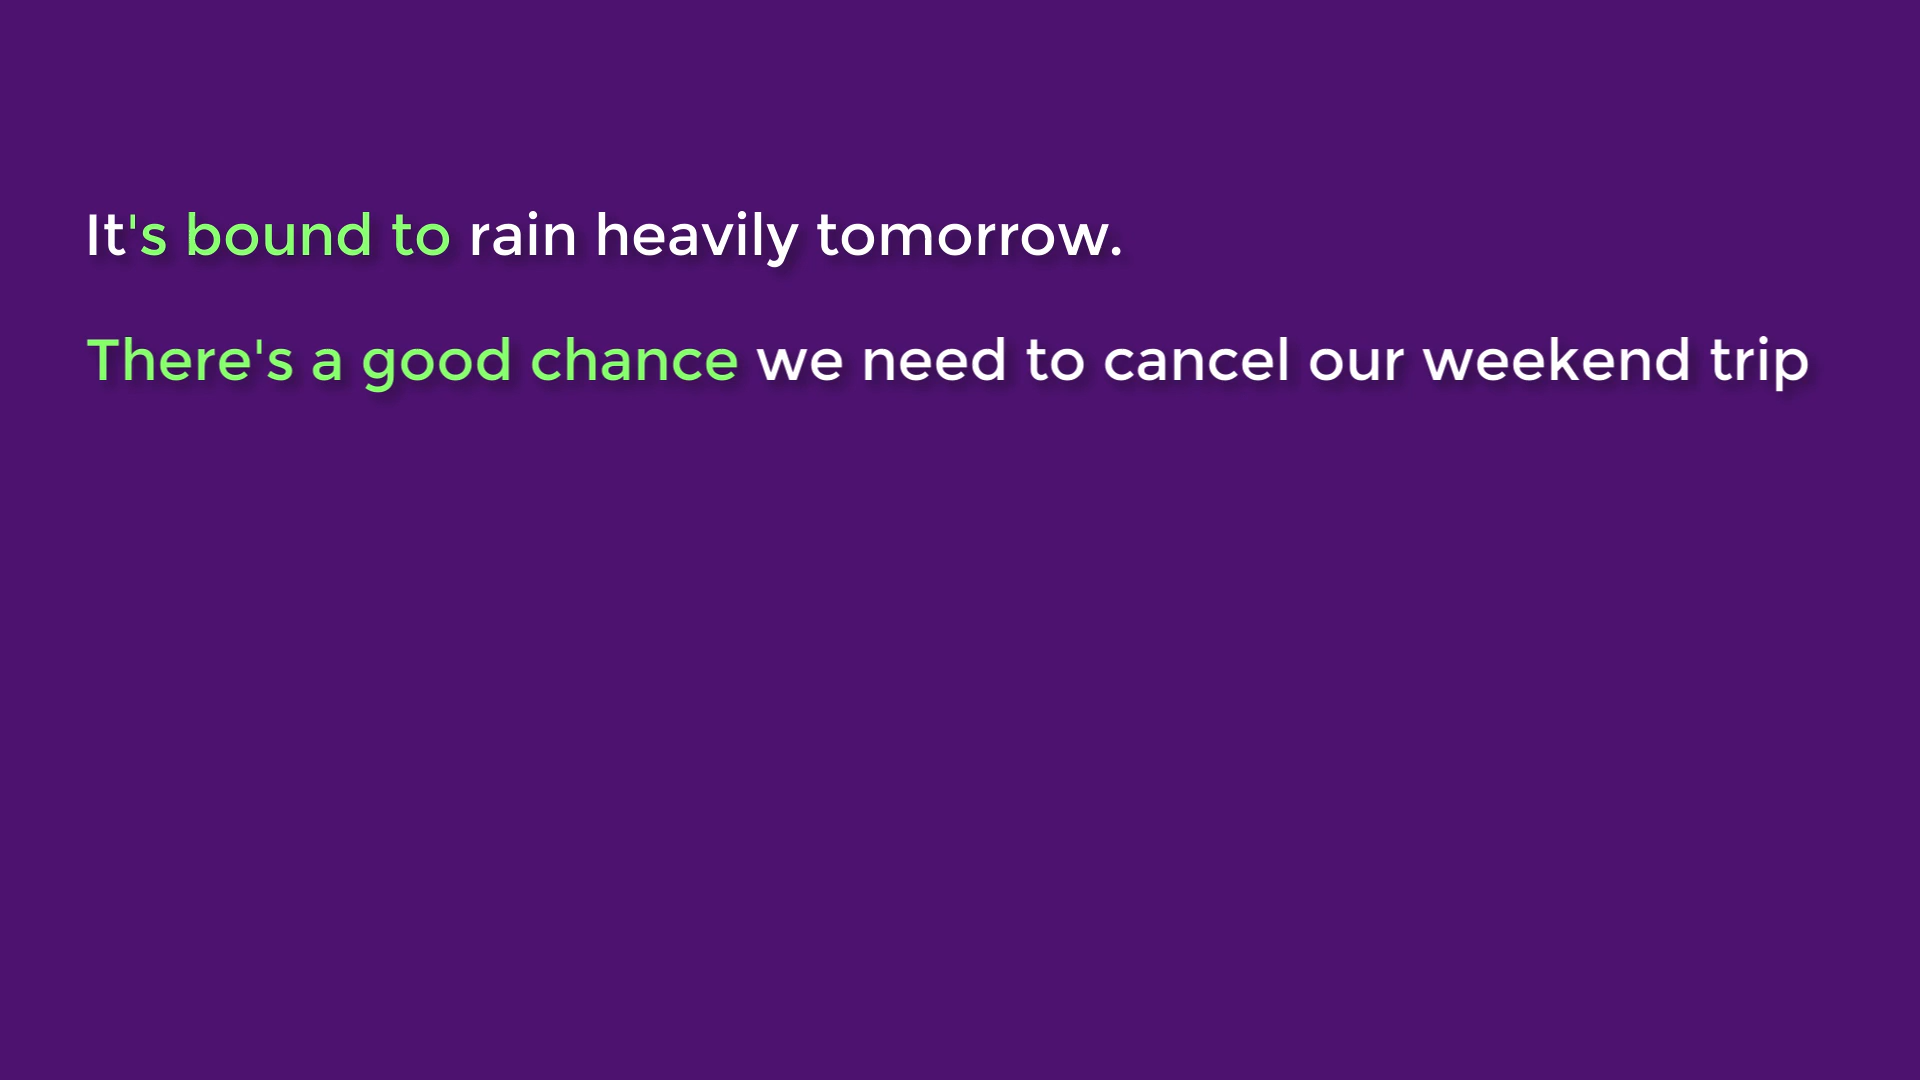 It's bound to rain heavily tomorrow.
There's a good chance we need to cancel our weekend trip